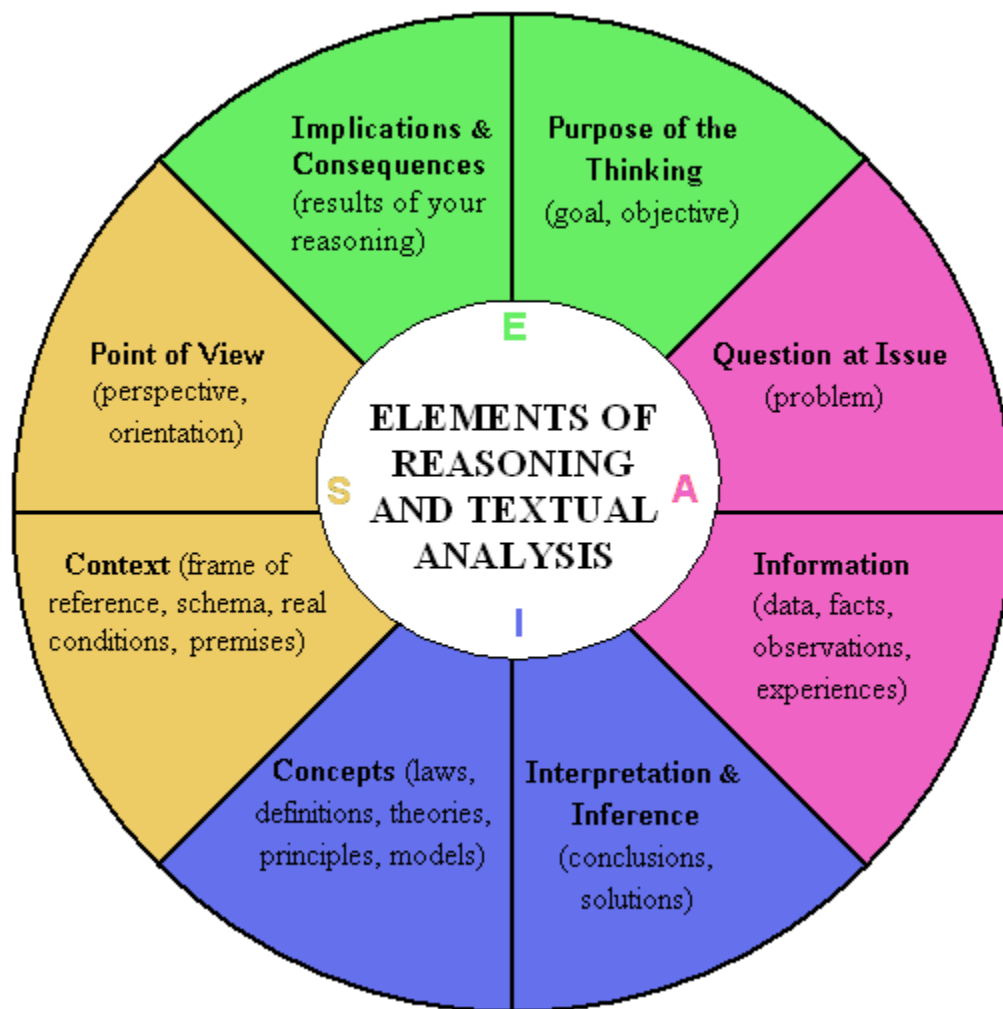 Implications &
Consequences
(results of your
reasoning)
Purpose of the
Thinking
(goal, objective)
Question at Issue
(problem)
Information
(data, facts,
observations,
experiences)
Interpretation &
Inference
(conclusions,
solutions)
Concepts (laws,
definitions, theories,
principles, models)
Context (frame of
reference, schema, real
conditions, premises)
Point of View
(perspective,
orientation)
E
ELEMENTS OF
REASONING
AND TEXTUAL
ANALYSIS
S
A
I